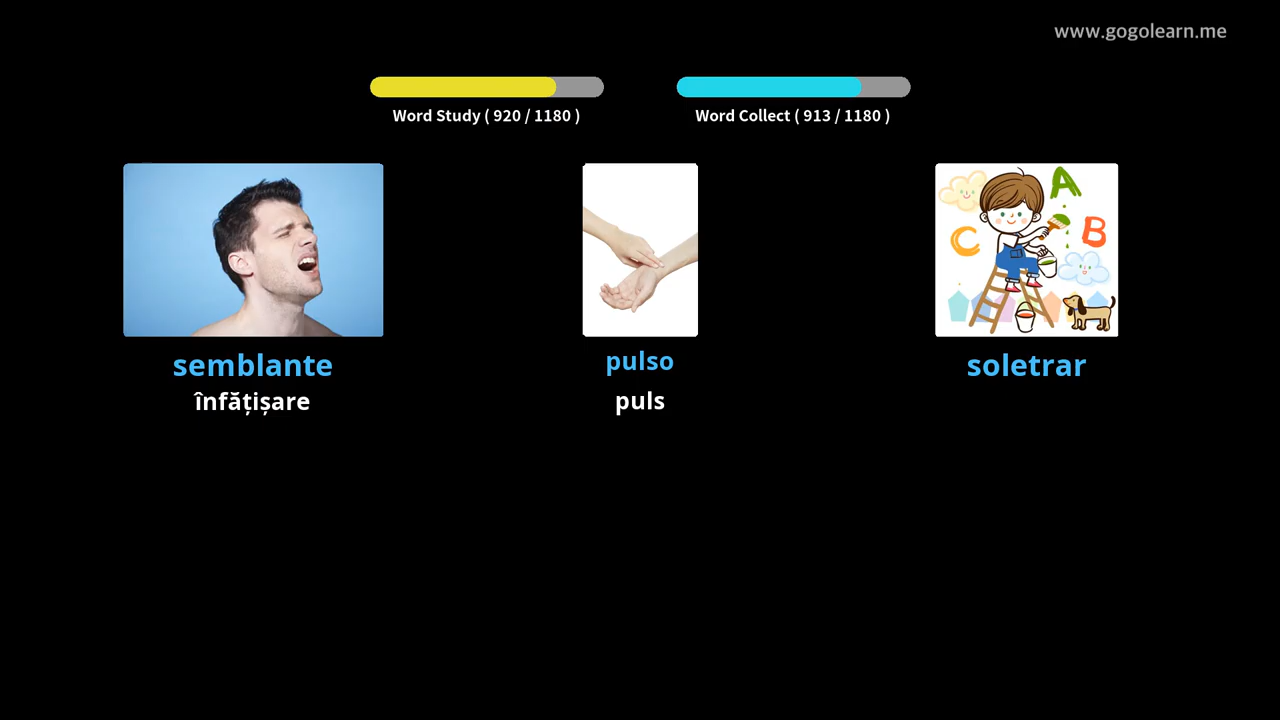 www.gogolearn.me
Word Study ( 920 / 1180 )
Word Collect ( 913 / 1180 )
A
B
C
semblante
înfățișare
pulso
puls
soletrar